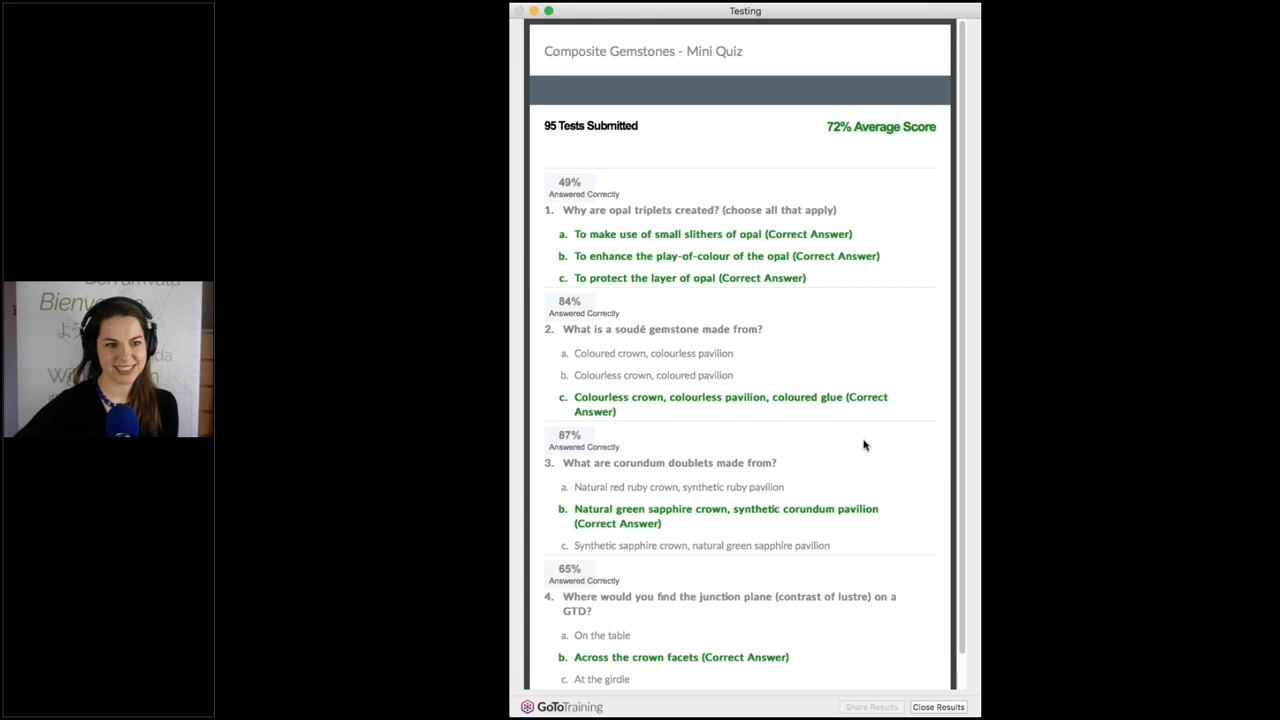 Testing
Composite Gemstones - Mini Quiz
95 Tests Submitted
72% Average Score
49%
Answered Correctly
1. Why are opal triplets created? (choose all that apply)
a. To make use of small slithers of opal (Correct Answer)
b. To enhance the play-of-colour of the opal (Correct Answer)
c. To protect the layer of opal (Correct Answer)
84%
Answered Correctly
2. What is a soudé gemstone made from?
a. Coloured crown, colourless pavilion
b. Colourless crown, coloured pavilion
c. Colourless crown, colourless pavilion, coloured glue (Correct
Answer)
87%
Answered Correctly
3. What are corundum doublets made from?
a. Natural red ruby crown, synthetic ruby pavilion
b. Natural green sapphire crown, synthetic corundum pavilion
(Correct Answer)
c. Synthetic sapphire crown, natural green sapphire pavilion
65%
Answered Correctly
4. Where would you find the junction plane (contrast of lustre) on a
GTD?
a. On the table
b. Across the crown facets (Correct Answer)
c. At the girdle
GoToTraining
Share Results
Close Results